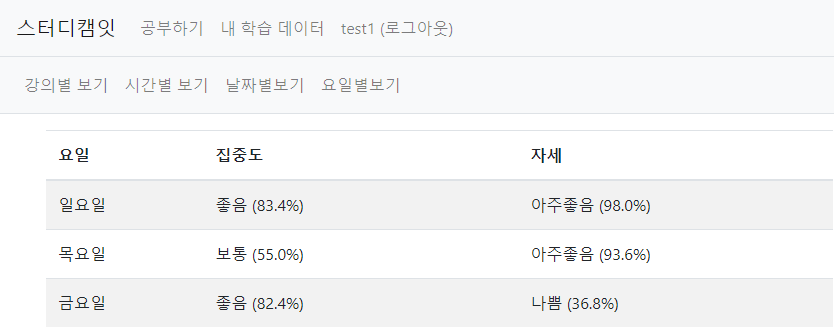 스터디캠잇 공부하기 내 학습 데이터 test1 (로그아웃)
강의별 보기 시간별 보기 날짜별보기 요일별보기
요일 집중도 자세
일요일 좋음 (83.4%) 아주좋음 (98.0%)
목요일 보통 (55.0%) 아주좋음 (93.6%)
금요일 좋음 (82.4%) 나쁨 (36.8%)